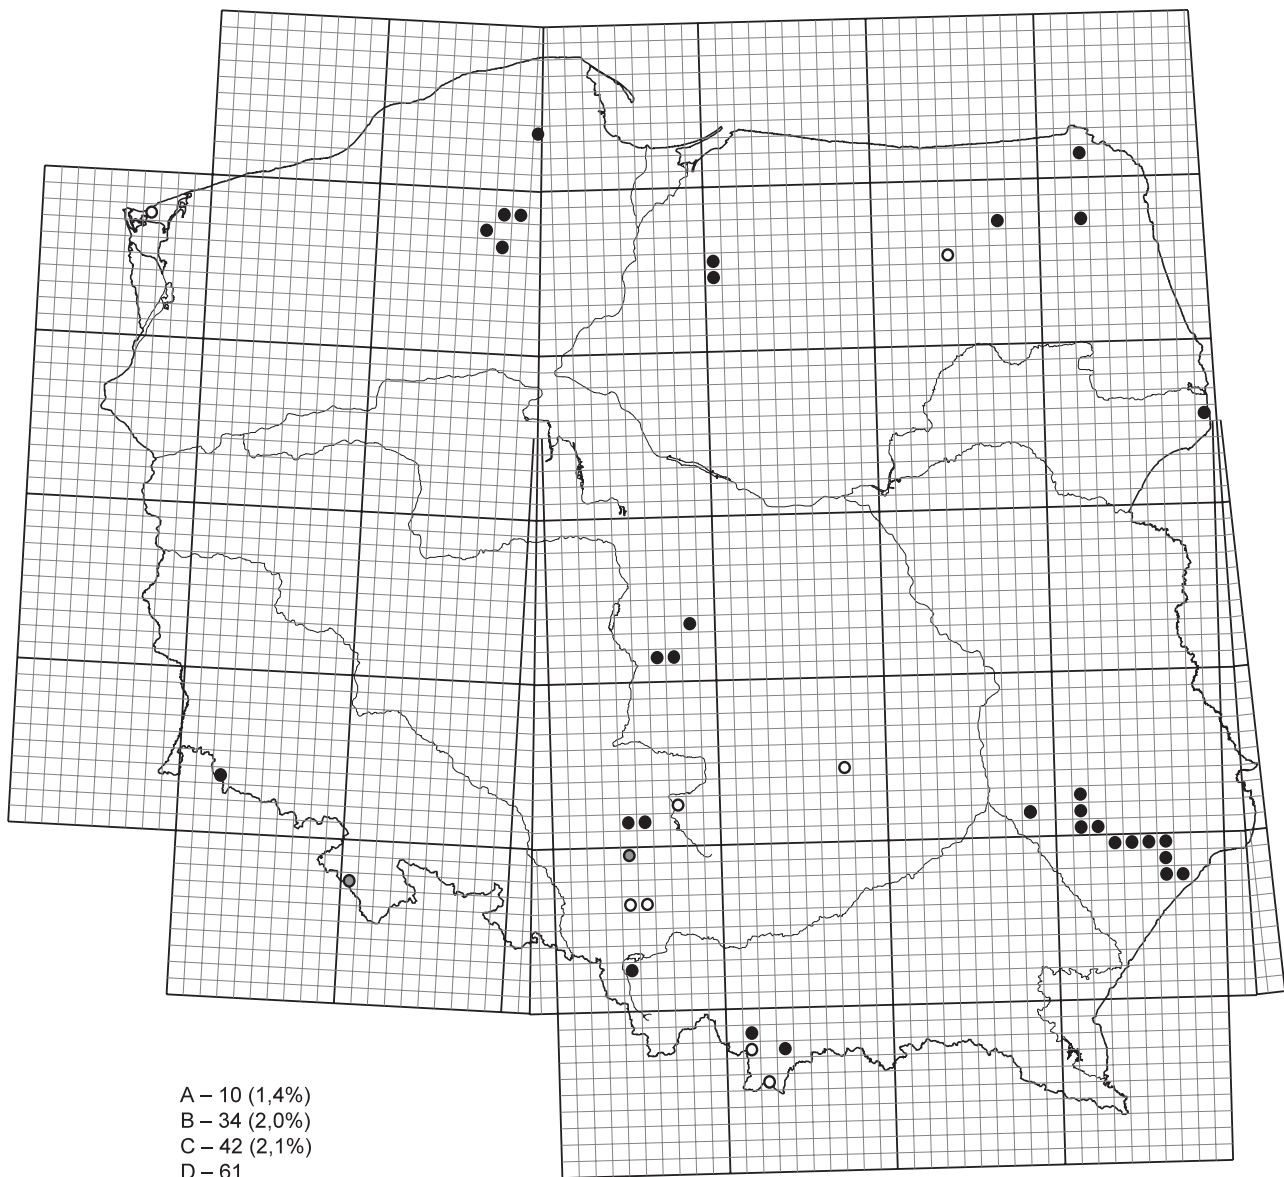 A – 10 (1,4%)
B – 34 (2,0%)
C – 42 (2,1%)
D – 61